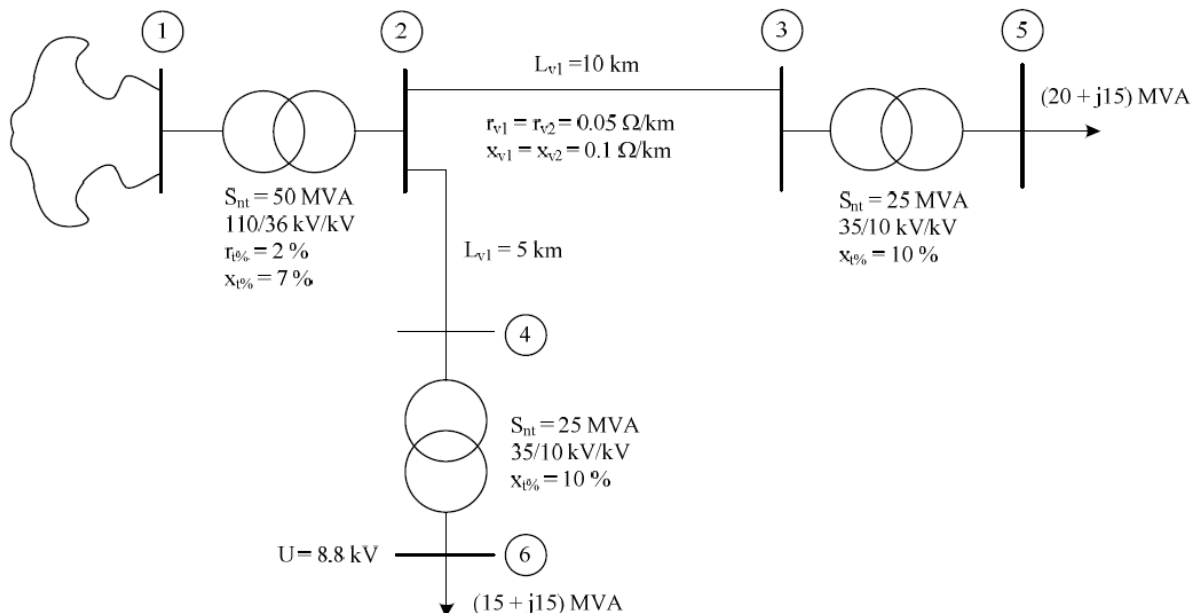 1
2
3
5
L_v1 =10 km
(20 + j15) MVA
r_v1 = r_v2 = 0.05 Ω/km
x_v1 = x_v2 = 0.1 Ω/km
S_nt = 50 MVA
110/36 kV/kV
r_t% = 2 %
x_t% = 7 %
S_nt = 25 MVA
35/10 kV/kV
x_t% = 10 %
L_v1 = 5 km
4
S_nt = 25 MVA
35/10 kV/kV
x_t% = 10 %
U = 8.8 kV
6
(15 + j15) MVA